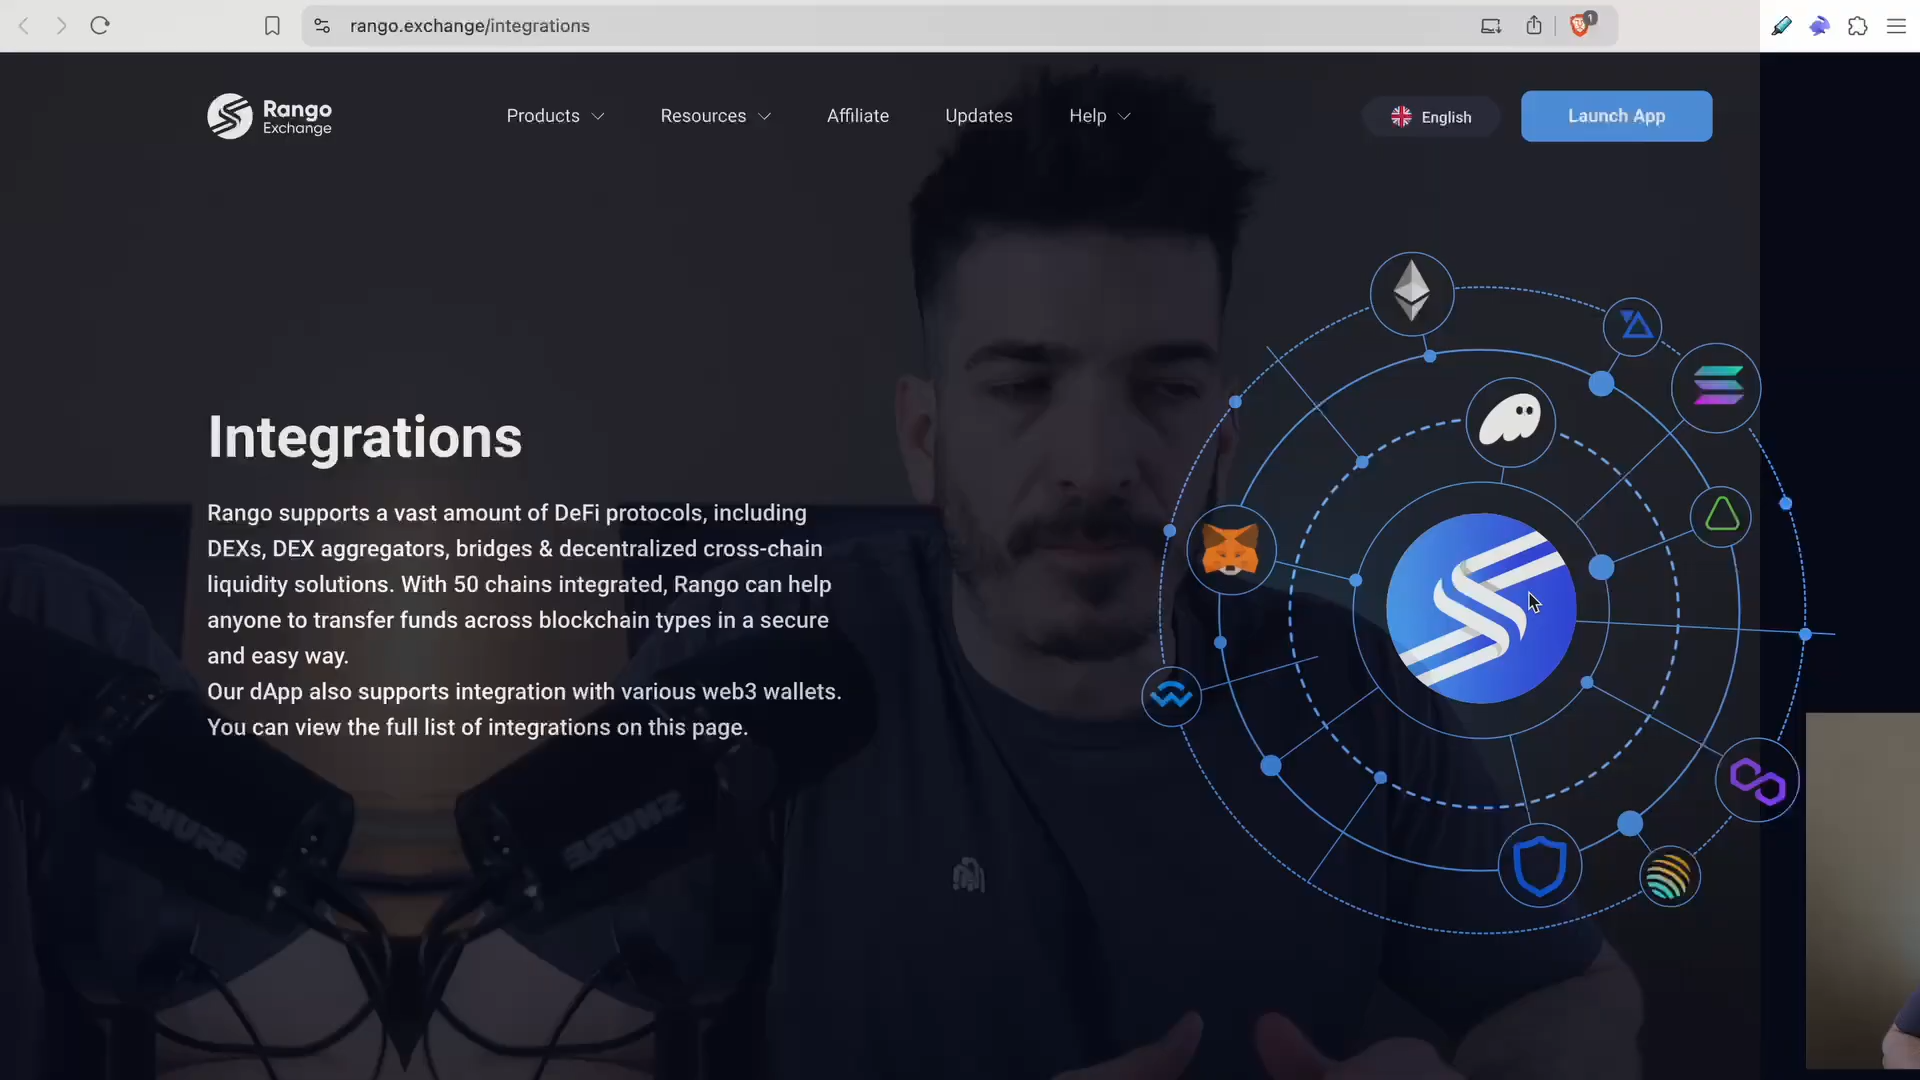 rango.exchange/integrations
1
Rango
Exchange
Products
Resources
Affiliate
Updates
Help
English
Launch App
Integrations
Rango supports a vast amount of DeFi protocols, including
DEXs, DEX aggregators, bridges & decentralized cross-chain
liquidity solutions. With 50 chains integrated, Rango can help
anyone to transfer funds across blockchain types in a secure
and easy way.
Our dApp also supports integration with various web3 wallets.
You can view the full list of integrations on this page.
SHURE
SHURE